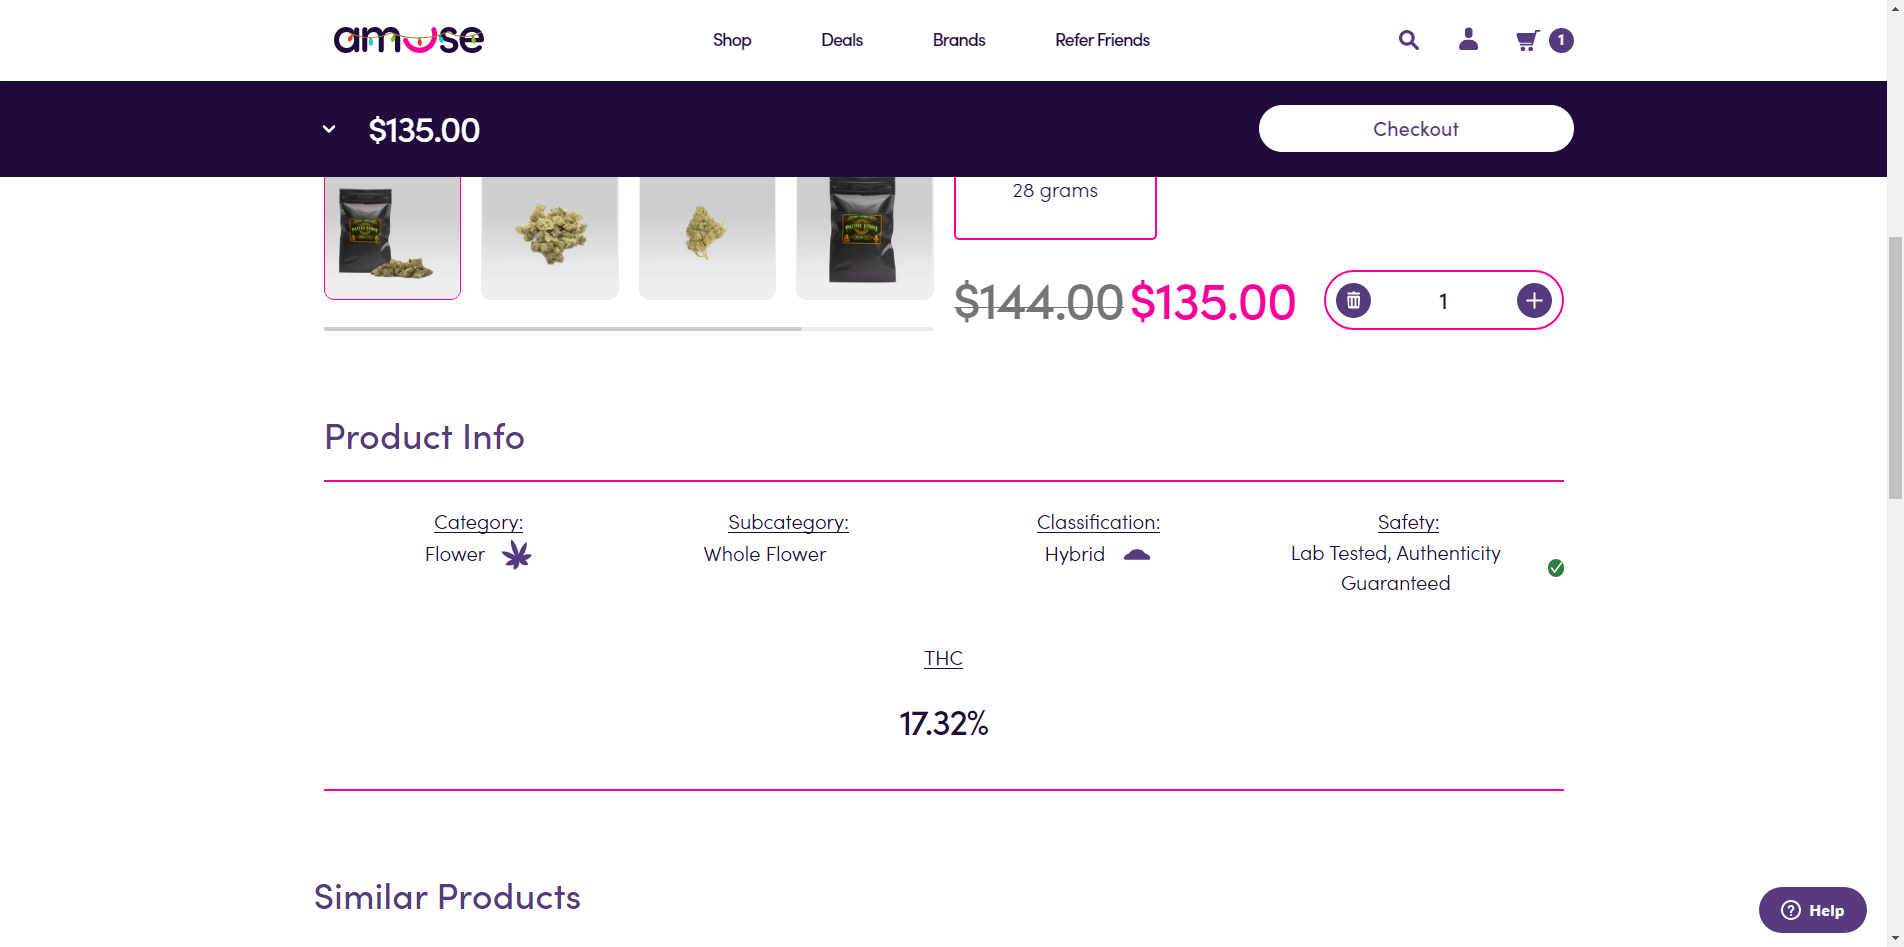 amuse
Shop
Deals
Brands
Refer Friends
1
$135.00
Checkout
28 grams
$144.00 $135.00
1
Product Info
Category:
Flower
Subcategory:
Whole Flower
Classification:
Hybrid
Safety:
Lab Tested, Authenticity
Guaranteed
THC
17.32%
Similar Products
Help